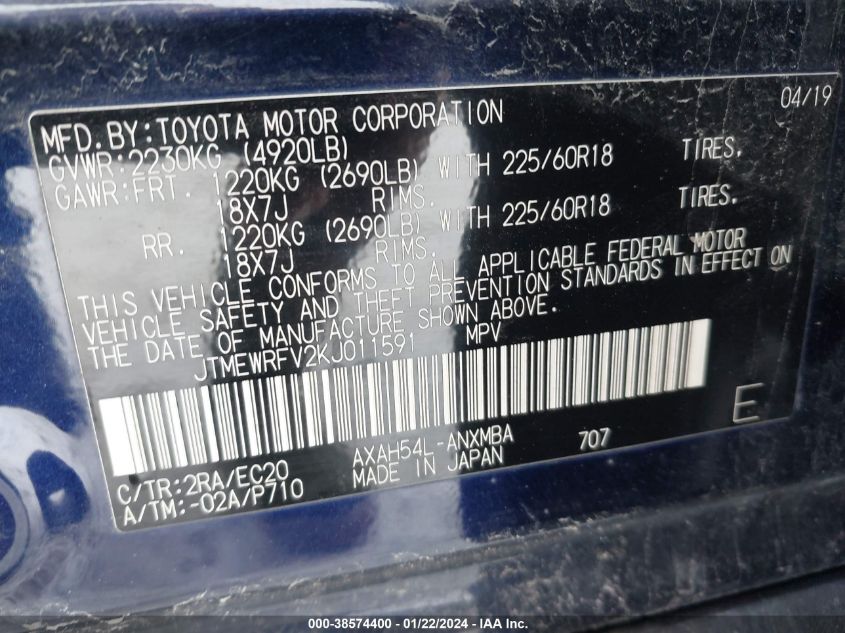 04/19
MFD. BY: TOYOTA MOTOR CORPORATION
GVWR: 2230KG (4920LB)
GAWR: FRT. 1220KG (2690LB) WITH 225/60R18 TIRES,
18X7J RIMS.
RR. 1220KG (2690LB) WITH 225/60R18 TIRES,
18X7J RIMS.
THIS VEHICLE CONFORMS TO ALL APPLICABLE FEDERAL MOTOR
VEHICLE SAFETY AND THEFT PREVENTION STANDARDS IN EFFECT ON
THE DATE OF MANUFACTURE SHOWN ABOVE.
JTMEWRFV2KJ011591 MPV
E
C/TR: 2RA/EC20 AXAH54L-ANXMBA 707
A/TM: -02A/P710 MADE IN JAPAN
000-38574400 - 01/22/2024 - IAA Inc.